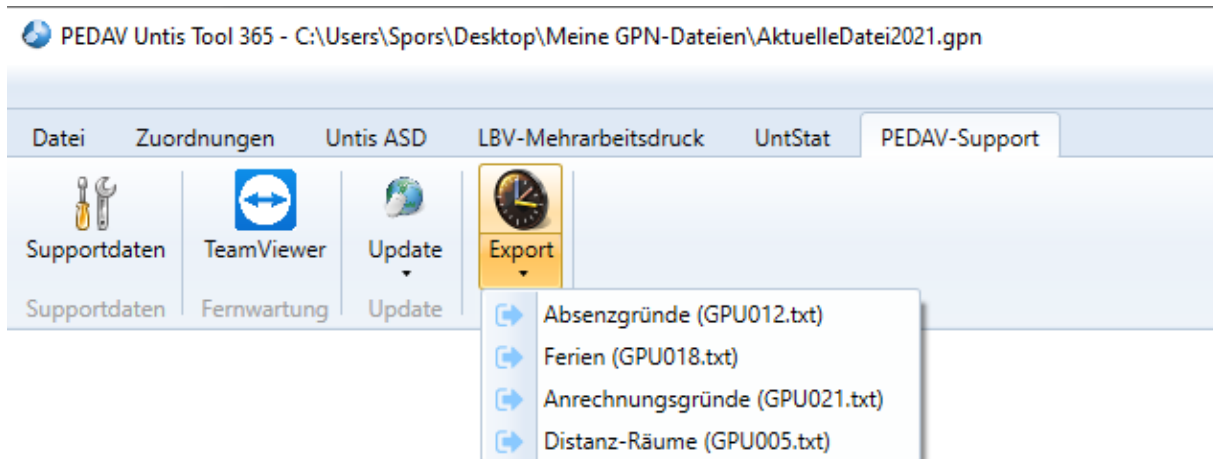 PEDAV Untis Tool 365 - C:\Users\Spors\Desktop\Meine GPN-Dateien\AktuelleDatei2021.gpn
Datei Zuordnungen Untis ASD LBV-Mehrarbeitsdruck UntStat PEDAV-Support
Supportdaten TeamViewer Update Export
Supportdaten Fernwartung Update
Absenzgründe (GPU012.txt)
Ferien (GPU018.txt)
Anrechnungsgründe (GPU021.txt)
Distanz-Räume (GPU005.txt)